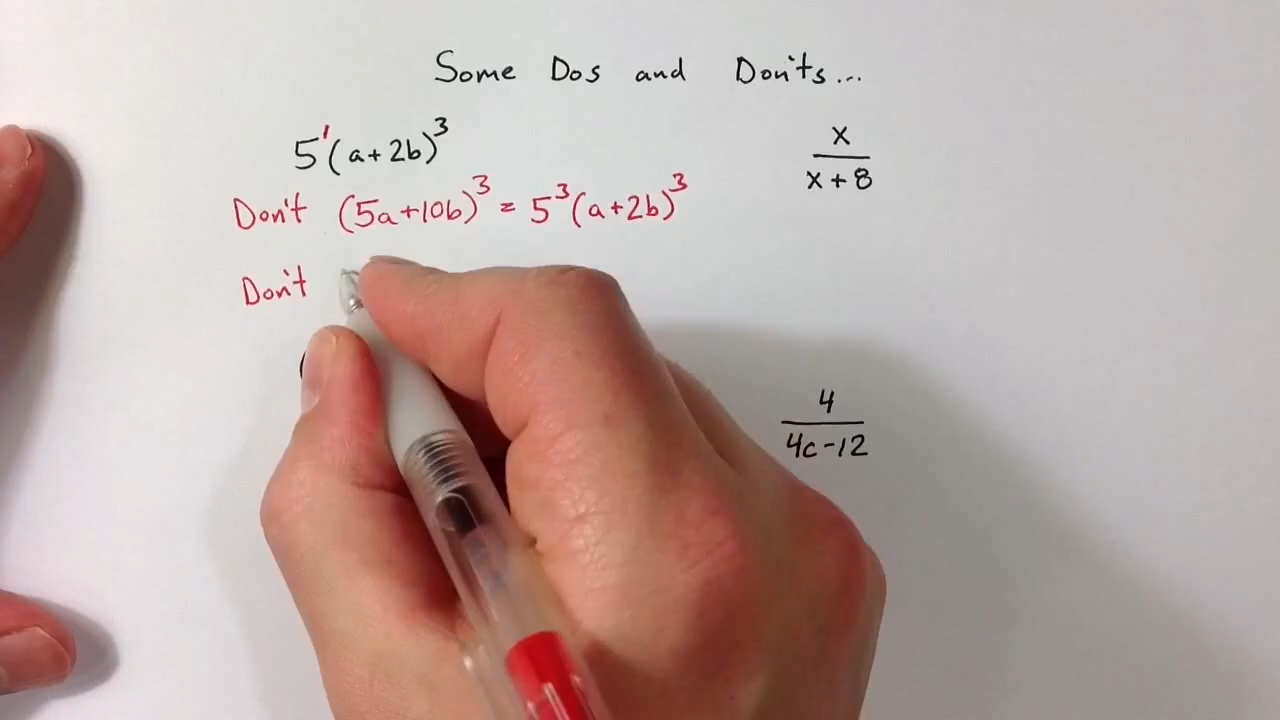 Some Dos and Don'ts...
5¹(a+2b)³
Don't (5a+10b)³ = 5³(a+2b)³
Don't
x
x+8
4
4c-12